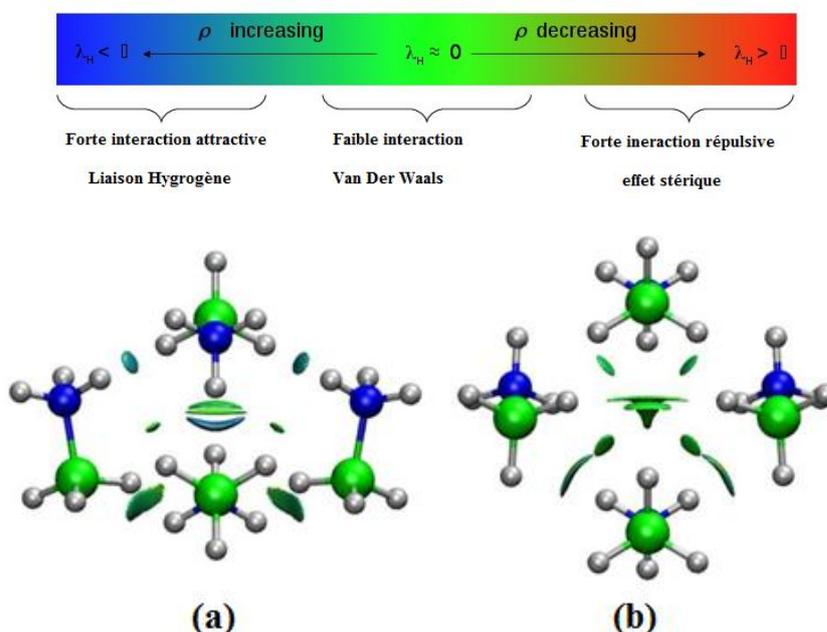 ρ increasing ρ decreasing
λ H < λ H ≈ 0 λ H >
Forte interaction attractive
Liaison Hygrogène
Faible interaction
Van Der Waals
Forte ineraction répulsive
effet stérique
(a) (b)